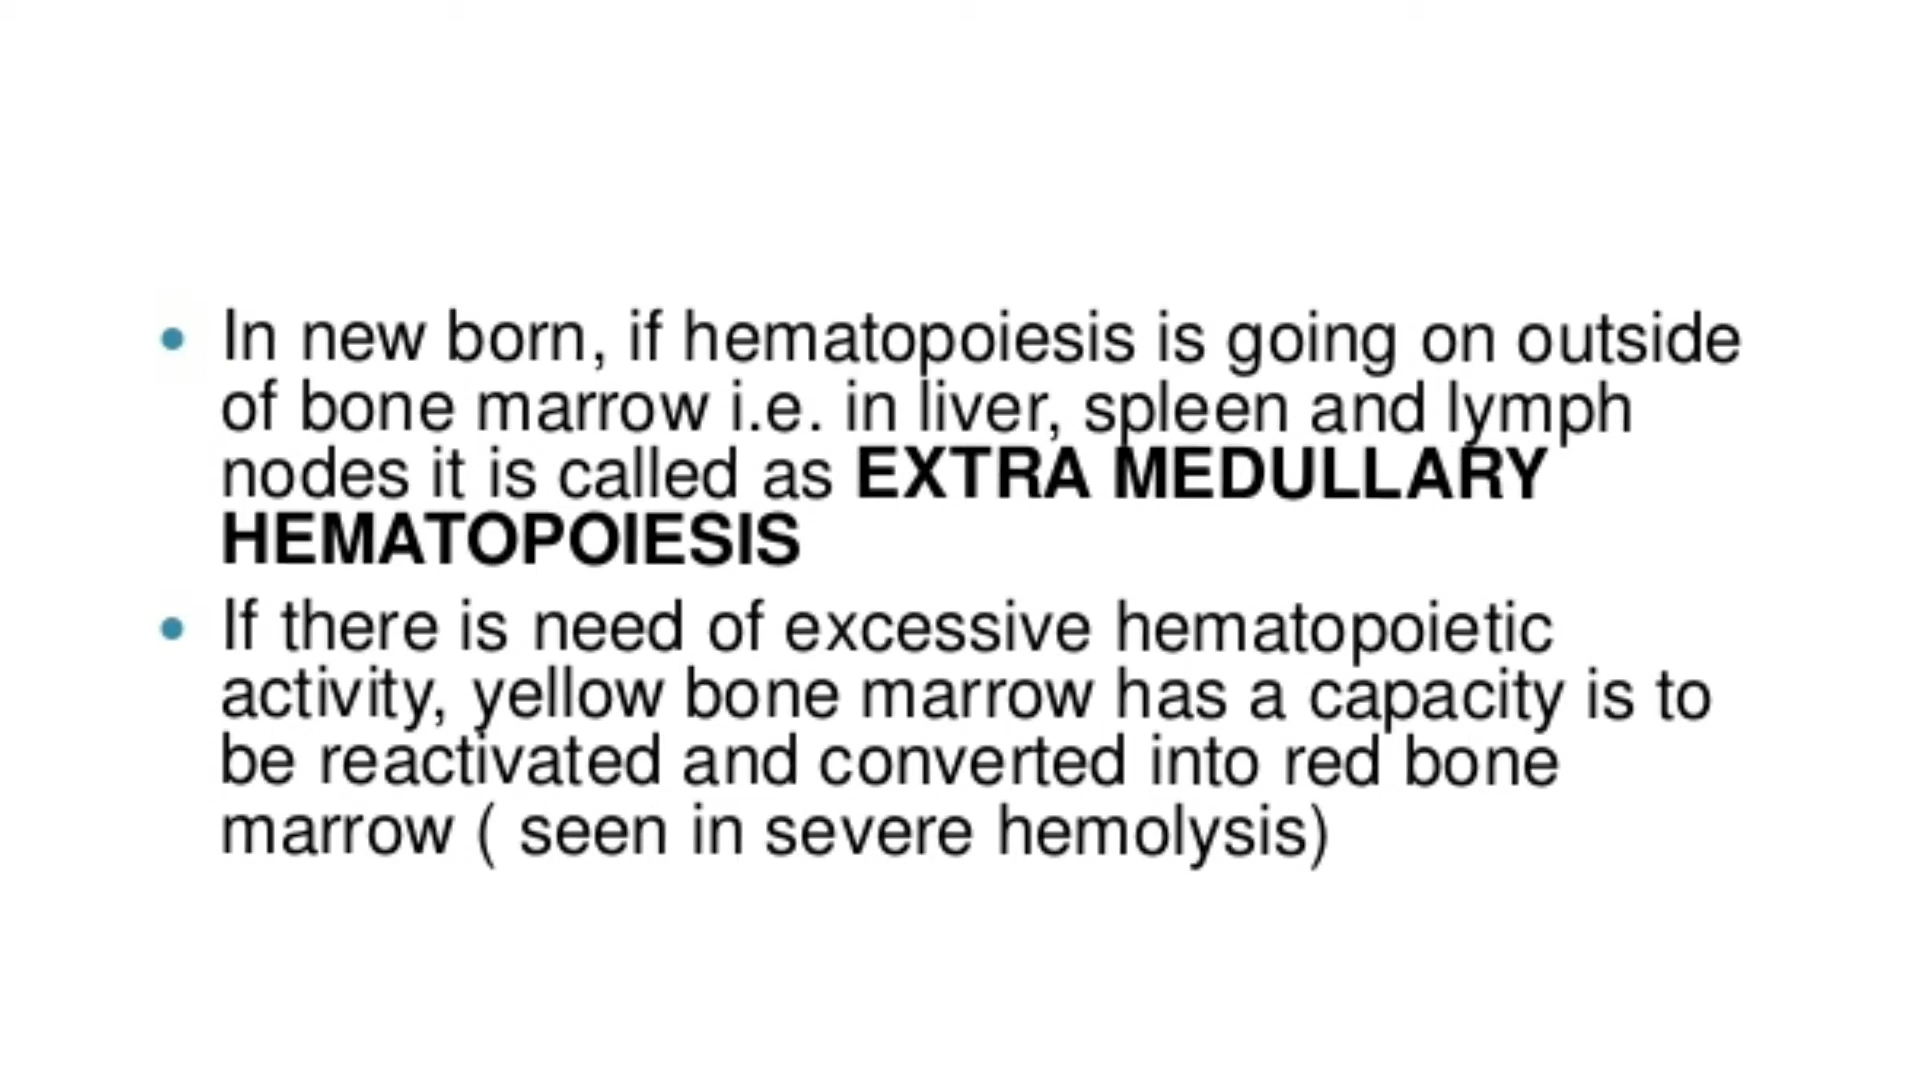 • In new born, if hematopoiesis is going on outside
of bone marrow i.e. in liver, spleen and lymph
nodes it is called as EXTRA MEDULLARY
HEMATOPOIESIS
• If there is need of excessive hematopoietic
activity, yellow bone marrow has a capacity is to
be reactivated and converted into red bone
marrow ( seen in severe hemolysis)